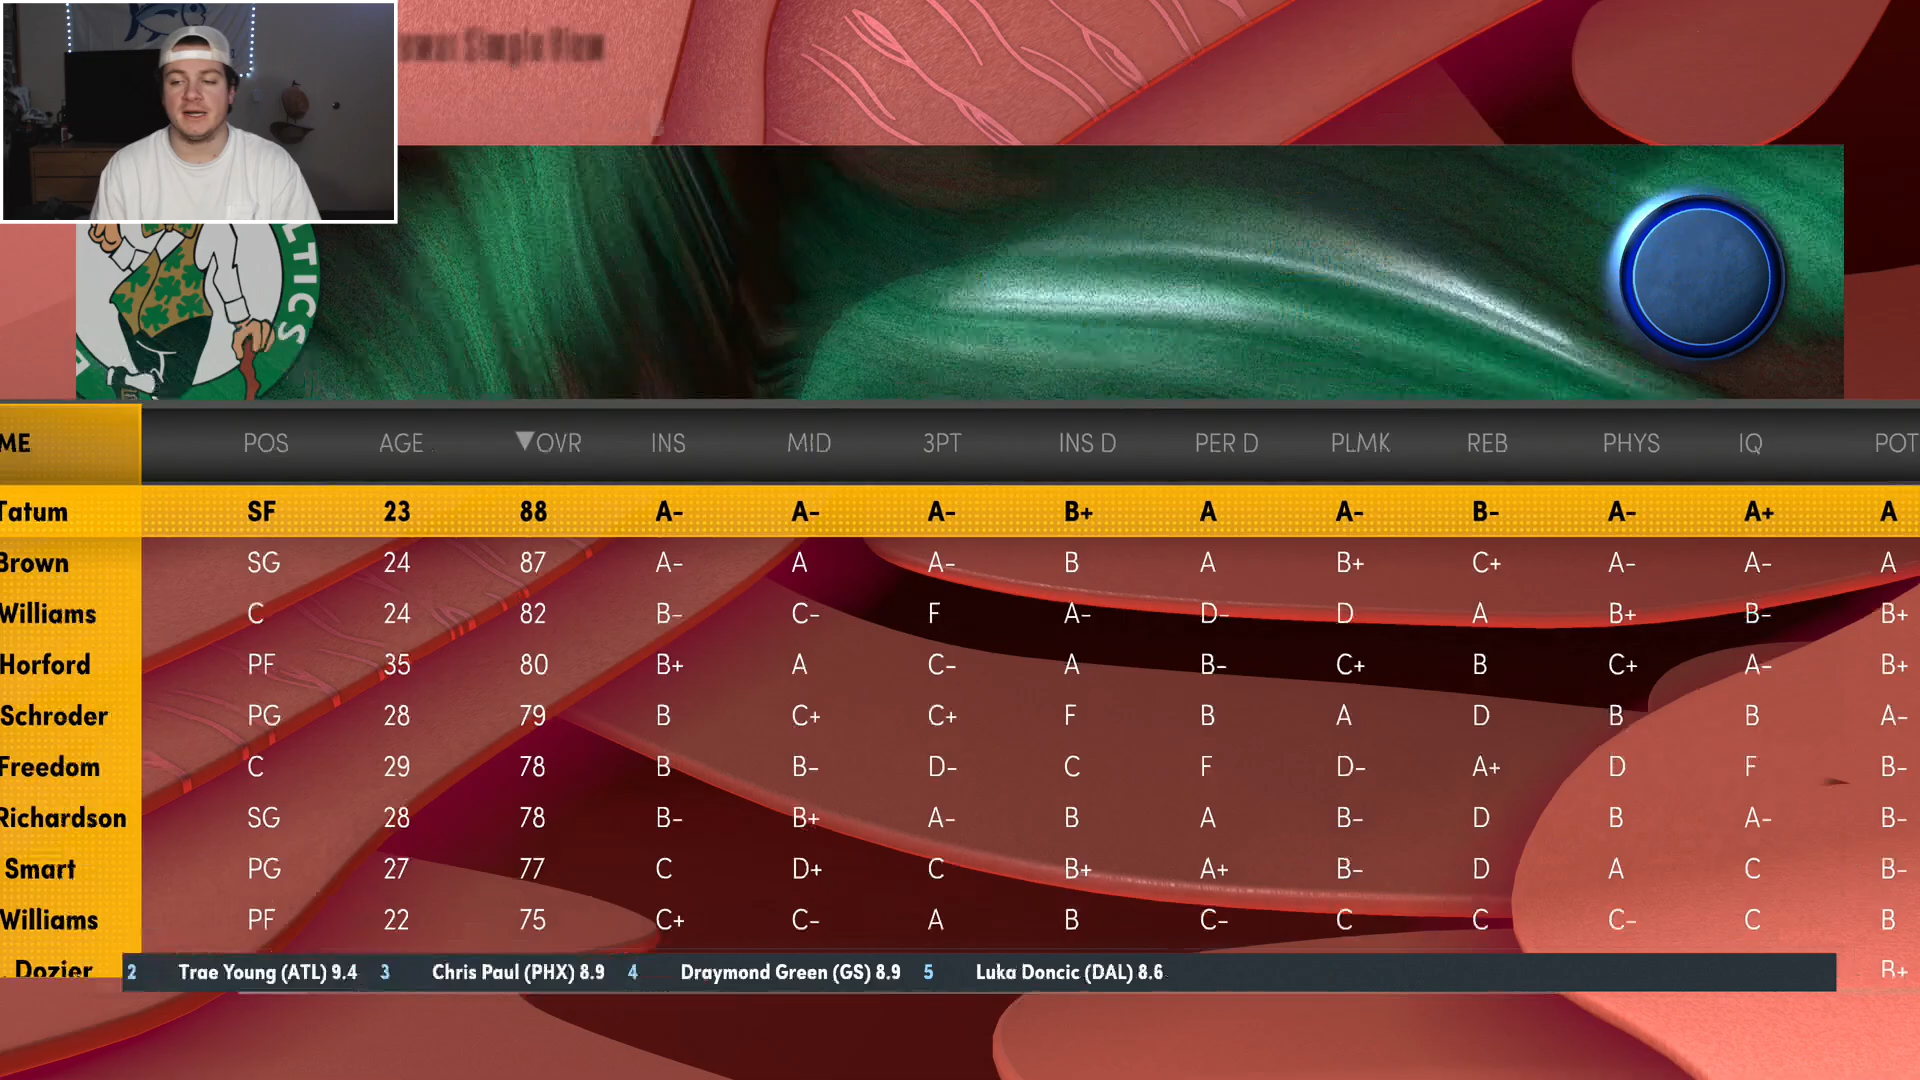 LTICS
ME POS AGE ▼OVR INS MID 3PT INS D PER D PLMK REB PHYS IQ POT
Tatum SF 23 88 A- A- A- B+ A A- B- A- A+ A
Brown SG 24 87 A- A A- B A B+ C+ A- A- A
Williams C 24 82 B- C- F A- D- D A B+ B- B+
Horford PF 35 80 B+ A C- A B- C+ B C+ A- B+
Schroder PG 28 79 B C+ C+ F B A D B B A-
Freedom C 29 78 B B- D- C F D- A+ D F B-
Richardson SG 28 78 B- B+ A- B A B- D B A- B-
Smart PG 27 77 C D+ C B+ A+ B- D A C B-
Williams PF 22 75 C+ C- A B C- C C C- C B
Dozier B+
2 Trae Young (ATL) 9.4 3 Chris Paul (PHX) 8.9 4 Draymond Green (GS) 8.9 5 Luka Doncic (DAL) 8.6